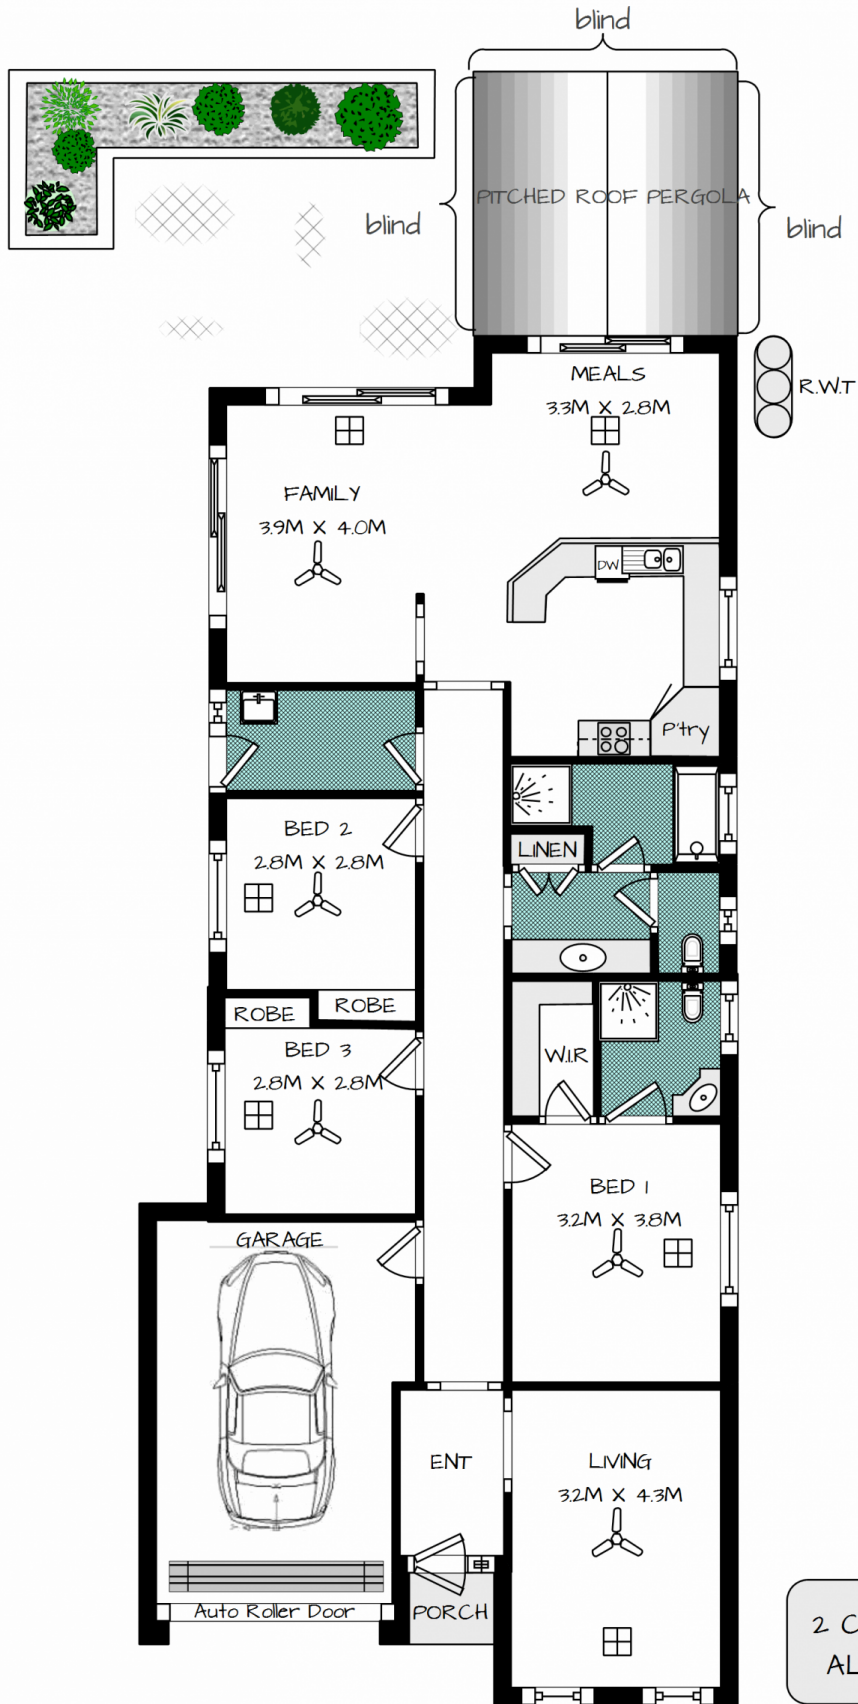 blind
blind
PITCHED ROOF PERGOLA
blind
MEALS
3.3M X 2.8M
R.W.T
FAMILY
3.9M X 4.0M
DW
P'try
BED 2
2.8M X 2.8M
LINEN
ROBE
ROBE
BED 3
2.8M X 2.8M
W.I.R
BED 1
3.2M X 3.8M
GARAGE
ENT
LIVING
3.2M X 4.3M
Auto Roller Door
PORCH
2 C
AL